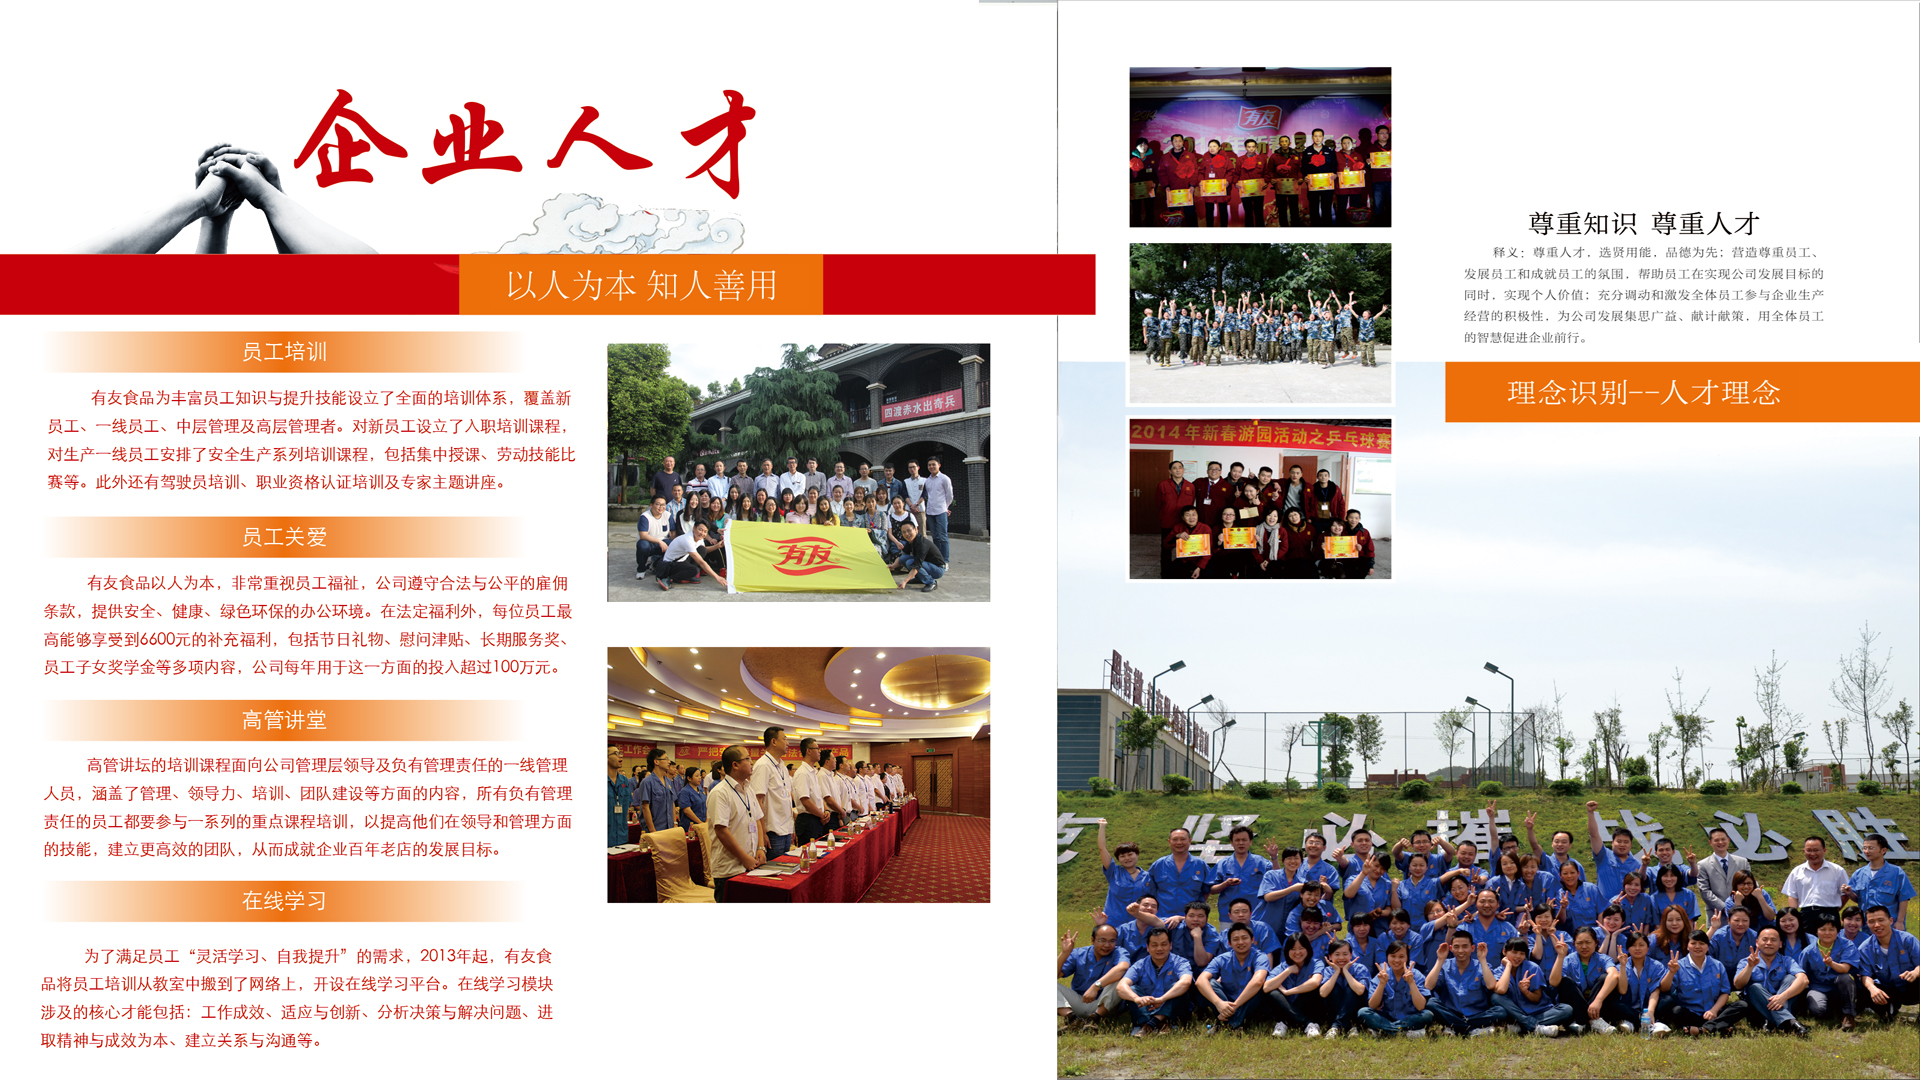 企业人才
以人为本 知人善用
员工培训
有友食品为丰富员工知识与提升技能设立了全面的培训体系，覆盖新
员工、一线员工、中层管理及高层管理者。对新员工设立了入职培训课程，
对生产一线员工安排了安全生产系列培训课程，包括集中授课、劳动技能比
赛等。此外还有驾驶员培训、职业资格认证培训及专家主题讲座。
员工关爱
有友食品以人为本，非常重视员工福祉，公司遵守合法与公平的雇佣
条款，提供安全、健康、绿色环保的办公环境。在法定福利外，每位员工最
高能够享受到6600元的补充福利，包括节日礼物、慰问津贴、长期服务奖、
员工子女奖学金等多项内容，公司每年用于这一方面的投入超过100万元。
高管讲堂
高管讲坛的培训课程面向公司管理层领导及负有管理责任的一线管理
人员，涵盖了管理、领导力、培训、团队建设等方面的内容，所有负有管理
责任的员工都要参与一系列的重点课程培训，以提高他们在领导和管理方面
的技能，建立更高效的团队，从而成就企业百年老店的发展目标。
在线学习
为了满足员工“灵活学习、自我提升”的需求，2013年起，有友食
品将员工培训从教室中搬到了网络上，开设在线学习平台。在线学习模块
涉及的核心才能包括：工作成效、适应与创新、分析决策与解决问题、进
取精神与成效为本、建立关系与沟通等。
四渡赤水出奇兵
有友
有友
2014年新春游园活动之乒乓球赛
尊重知识 尊重人才
释义：尊重人才，选贤用能，品德为先；营造尊重员工、
发展员工和成就员工的氛围，帮助员工在实现公司发展目标的
同时，实现个人价值；充分调动和激发全体员工参与企业生产
经营的积极性，为公司发展集思广益、献计献策，用全体员工
的智慧促进企业前行。
理念识别--人才理念
坚必摧 战必胜